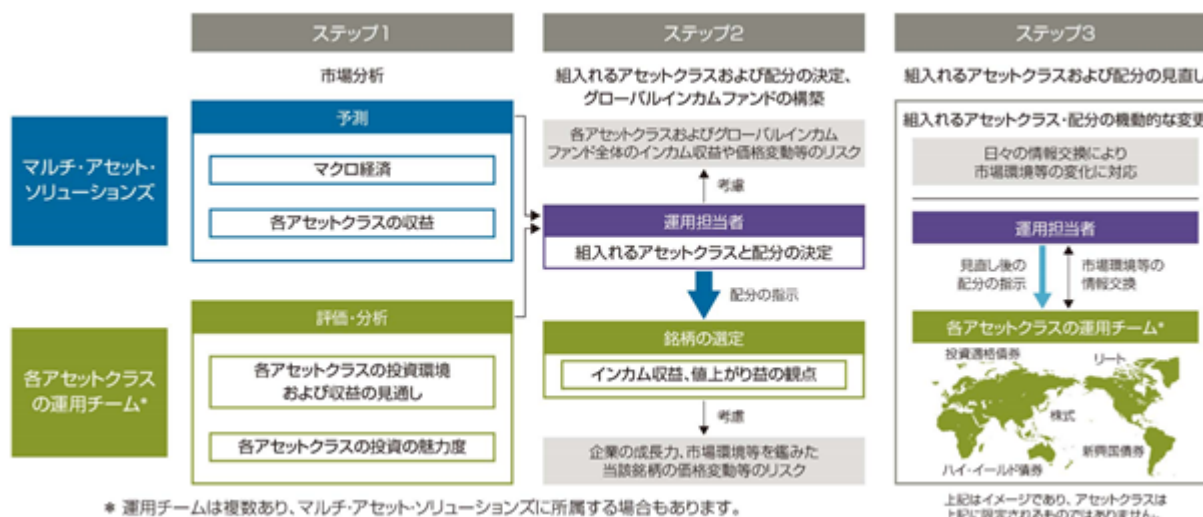 ステップ1
市場分析
マルチ・アセット・
ソリューションズ
予測
マクロ経済
各アセットクラスの収益
各アセットクラス
の運用チーム*
評価・分析
各アセットクラスの投資環境
および収益の見通し
各アセットクラスの投資の魅力度
ステップ2
組入れるアセットクラスおよび配分の決定、
グローバルインカムファンドの構築
各アセットクラスおよびグローバルインカム
ファンド全体のインカム収益や価格変動等のリスク
考慮
運用担当者
組入れるアセットクラスと配分の決定
配分の指示
銘柄の選定
インカム収益、値上がり益の観点
考慮
企業の成長力、市場環境等を鑑みた
当該銘柄の価格変動等のリスク
ステップ3
組入れるアセットクラスおよび配分の見直し
組入れるアセットクラス・配分の機動的な変更
日々の情報交換により
市場環境等の変化に対応
運用担当者
見直し後の
配分の指示
市場環境等の
情報交換
各アセットクラスの運用チーム*
投資適格債券
リート
株式
新興国債券
ハイ・イールド債券
上記はイメージであり、アセットクラスは
上記に限定されるものではありません。
* 運用チームは複数あり、マルチ・アセット・ソリューションズに所属する場合もあります。